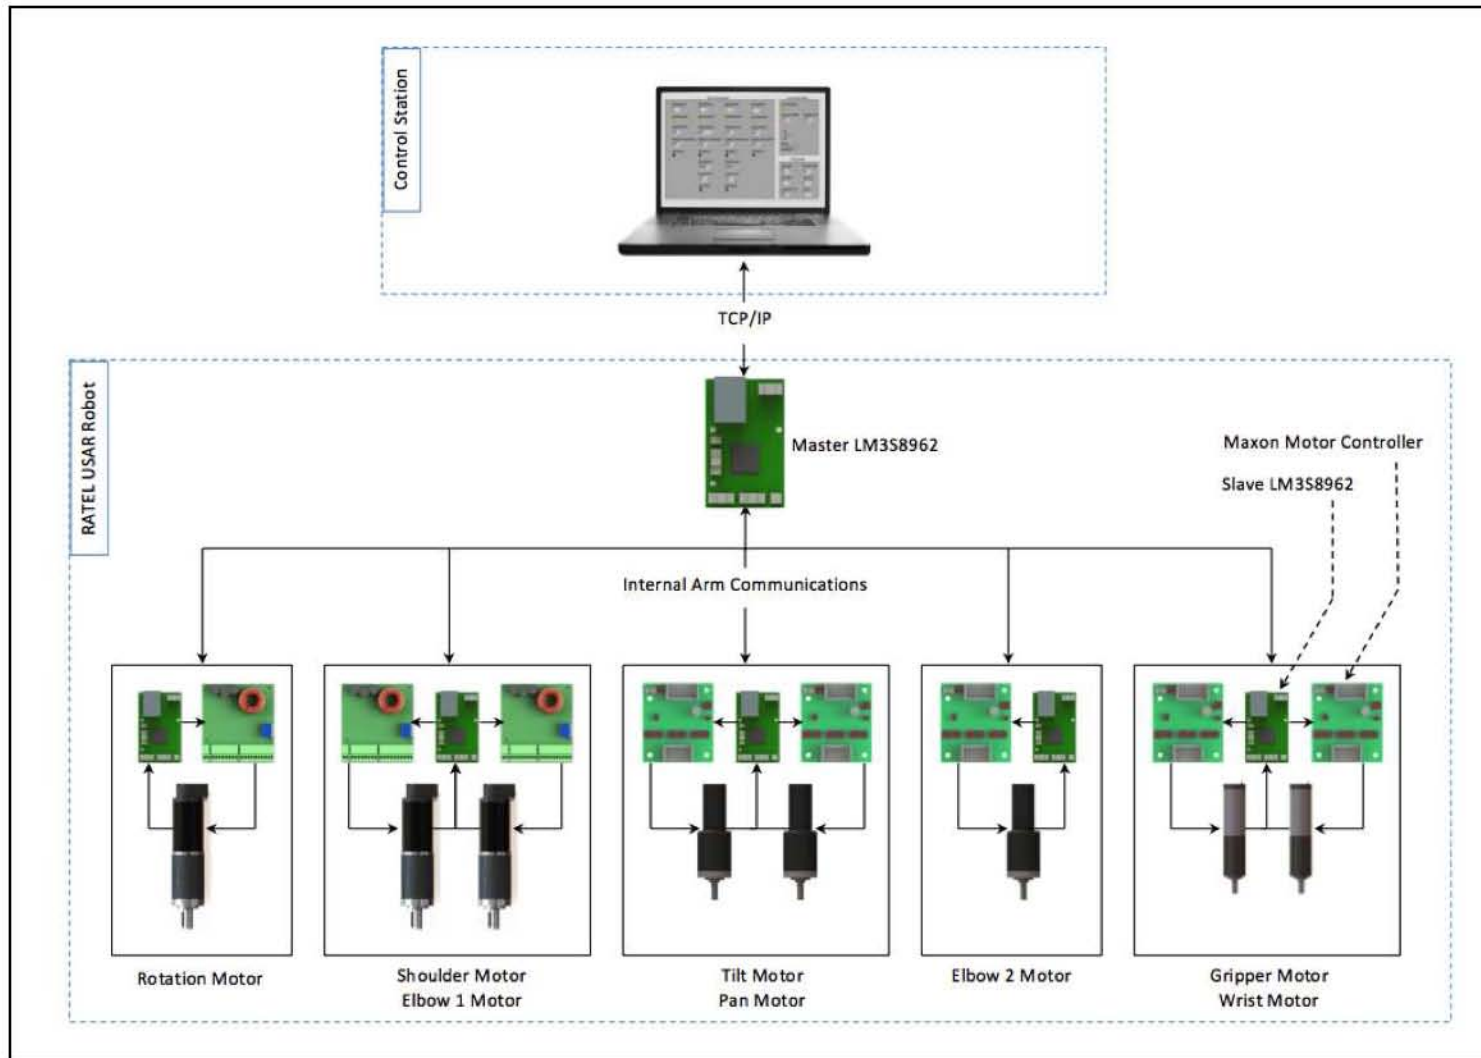 Control Station
TCP/IP
RATEL USAR Robot
Master LM3S8962
Maxon Motor Controller
Slave LM3S8962
Internal Arm Communications
Rotation Motor
Shoulder Motor
Elbow 1 Motor
Tilt Motor
Pan Motor
Elbow 2 Motor
Gripper Motor
Wrist Motor